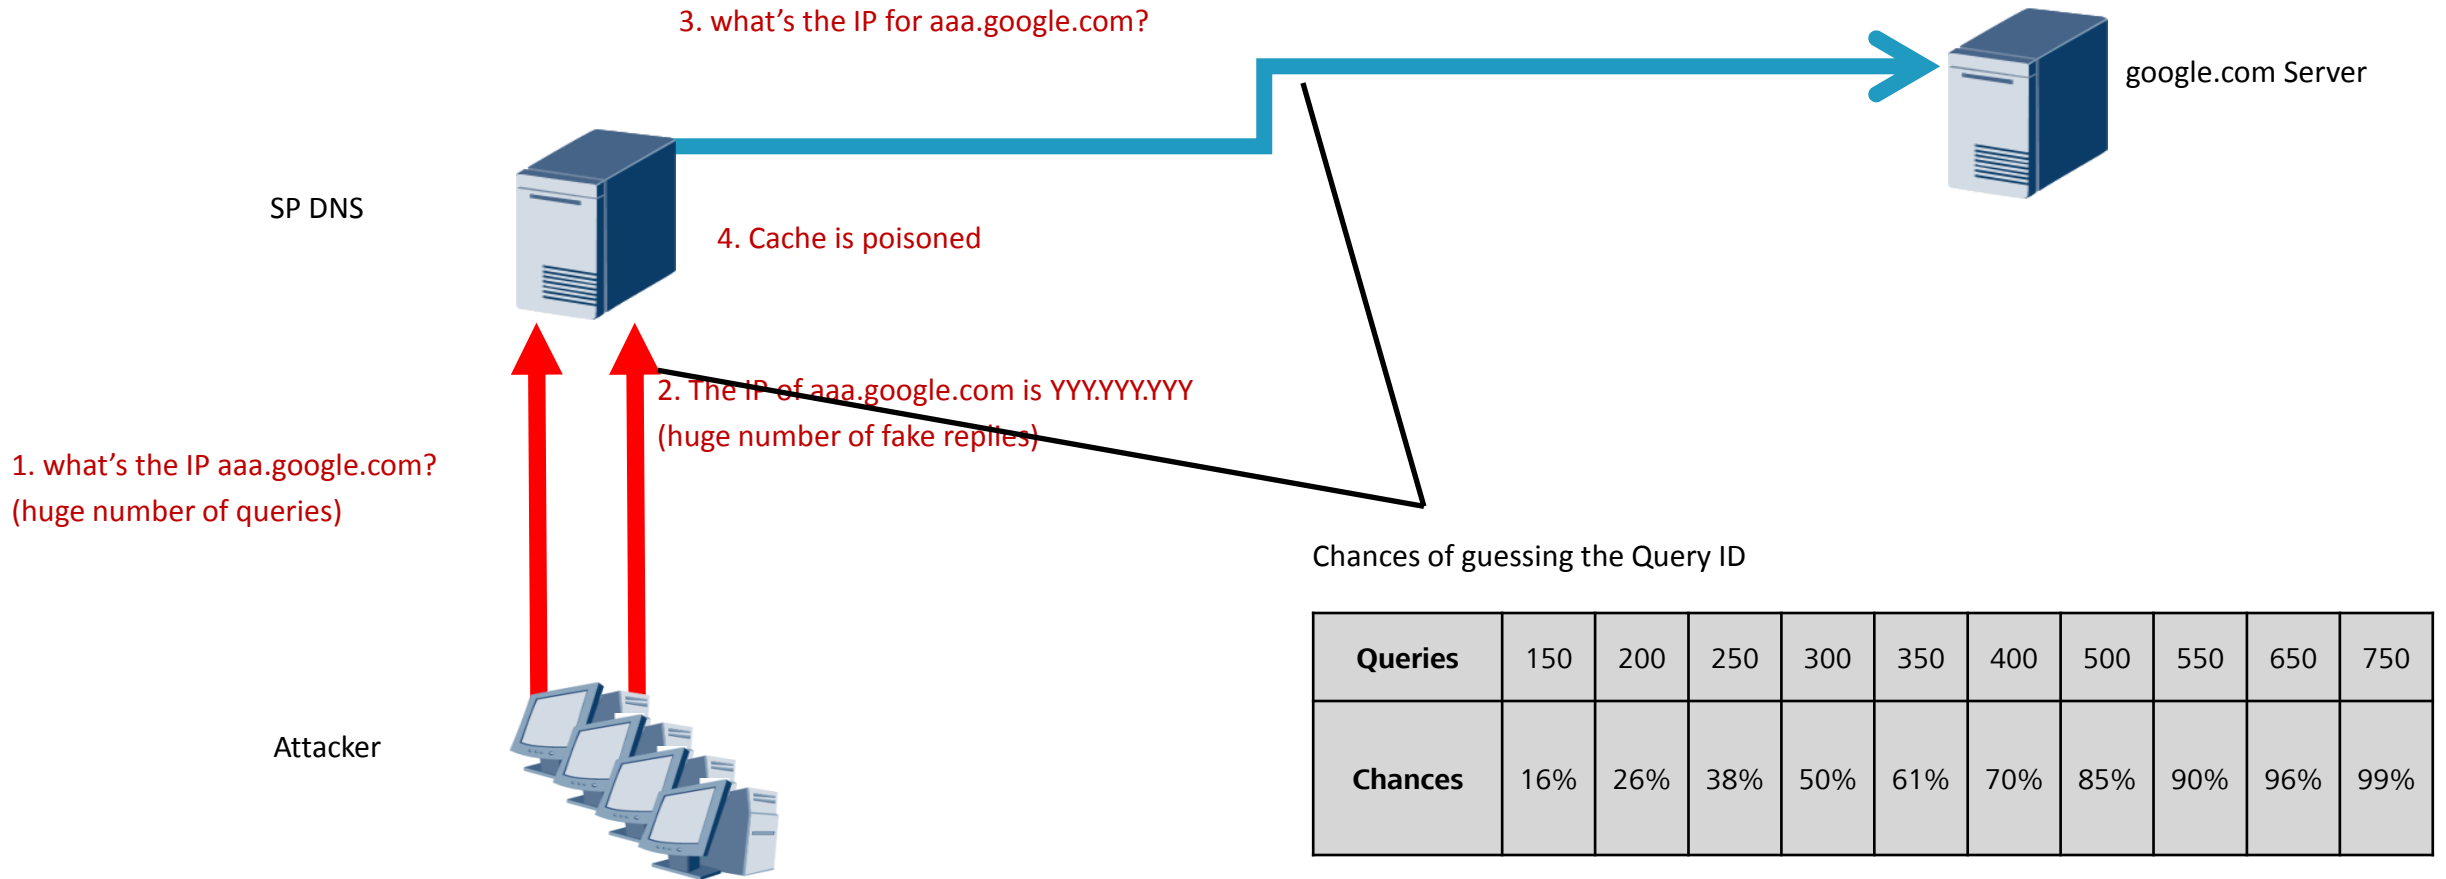 3. what’s the IP for aaa.google.com?
google.com Server
SP DNS
4. Cache is poisoned
2. The IP of aaa.google.com is YYY.YYY.YYY
(huge number of fake replies)
1. what’s the IP aaa.google.com?
(huge number of queries)
Attacker
Chances of guessing the Query ID
Queries 150 200 250 300 350 400 500 550 650 750
Chances 16% 26% 38% 50% 61% 70% 85% 90% 96% 99%